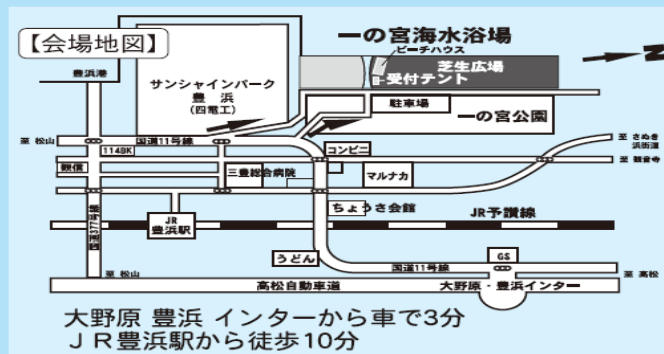 【会場地図】
一の宮海水浴場
N
ビーチハウス
豊浜港
芝生広場
受付テント
サンシャインパーク
豊浜
(四電工)
駐車場
一の宮公園
至 松山
国道11号線
コンビニ
至 さぬき
浜街道
114BK
至 観音寺
観信
三豊総合病院
マルナカ
ちょうさ会館
JR予讃線
JR
豊浜駅
国道377号線
うどん
GS
至 松山
国道11号線
至 高松
高松自動車道
大野原・豊浜インター
大野原 豊浜 インターから車で3分
ＪＲ豊浜駅から徒歩10分